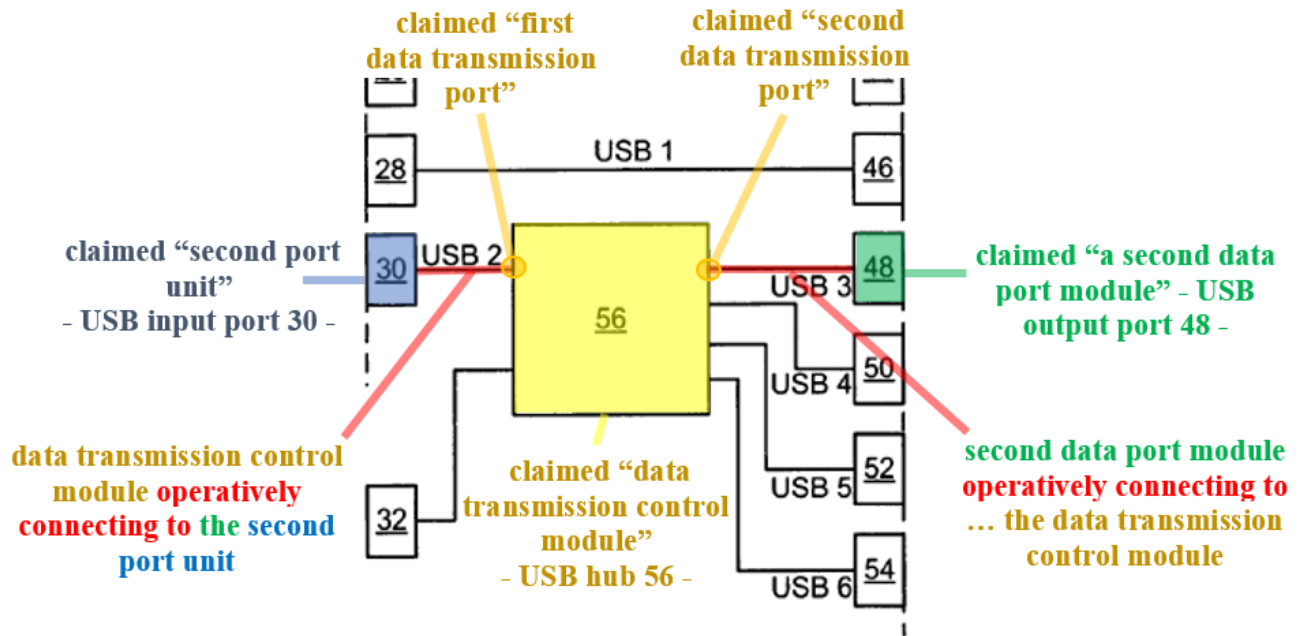 claimed “first
data transmission
port”
claimed “second
data transmission
port”
28
USB 1
46
claimed “second port
unit”
- USB input port 30 -
30
USB 2
56
48
USB 3
claimed “a second data
port module” - USB
output port 48 -
50
USB 4
data transmission control
module operatively
connecting to the second
port unit
32
claimed “data
transmission control
module”
- USB hub 56 -
52
USB 5
54
USB 6
second data port module
operatively connecting to
… the data transmission
control module